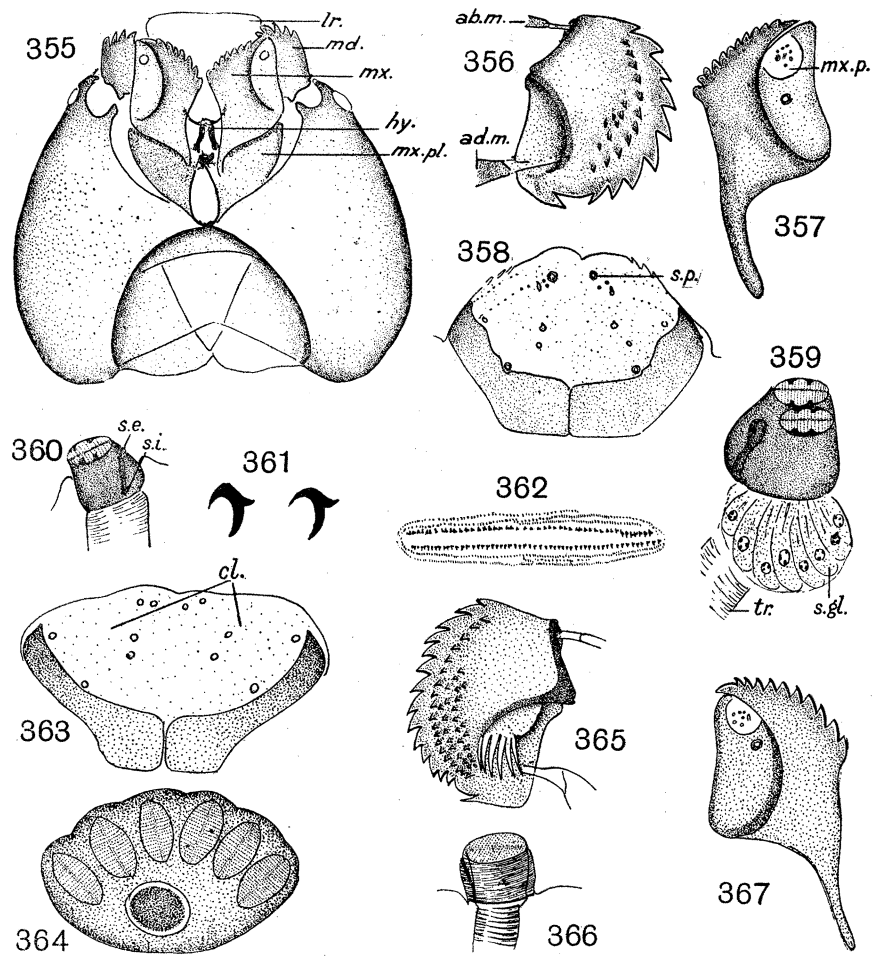 355
lr.
md.
mx.
hy.
mx.pl.
ab.m.
356
ad.m.
mx.p.
357
358
s.p.
359
360
s.e.
s.i.
361
362
tr.
s.gl.
cl.
363
365
364
366
367